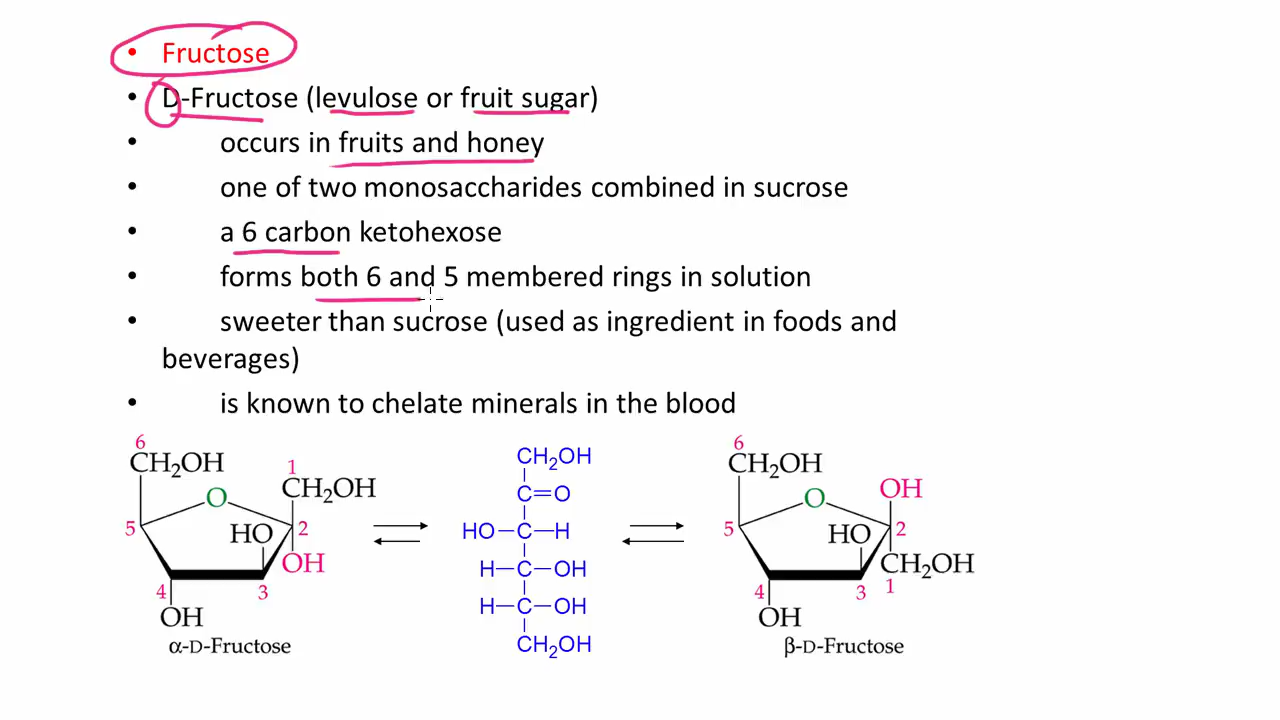 • Fructose
• D-Fructose (levulose or fruit sugar)
• occurs in fruits and honey
• one of two monosaccharides combined in sucrose
• a 6 carbon ketohexose
• forms both 6 and 5 membered rings in solution
• sweeter than sucrose (used as ingredient in foods and
beverages)
• is known to chelate minerals in the blood
6
CH₂OH
1
CH₂OH
O
5
HO
2
OH
4
3
OH
α-D-Fructose
CH₂OH
C=O
HO–C–H
H–C–OH
H–C–OH
CH₂OH
6
CH₂OH
OH
O
5
HO
2
CH₂OH
4
3
1
OH
β-D-Fructose